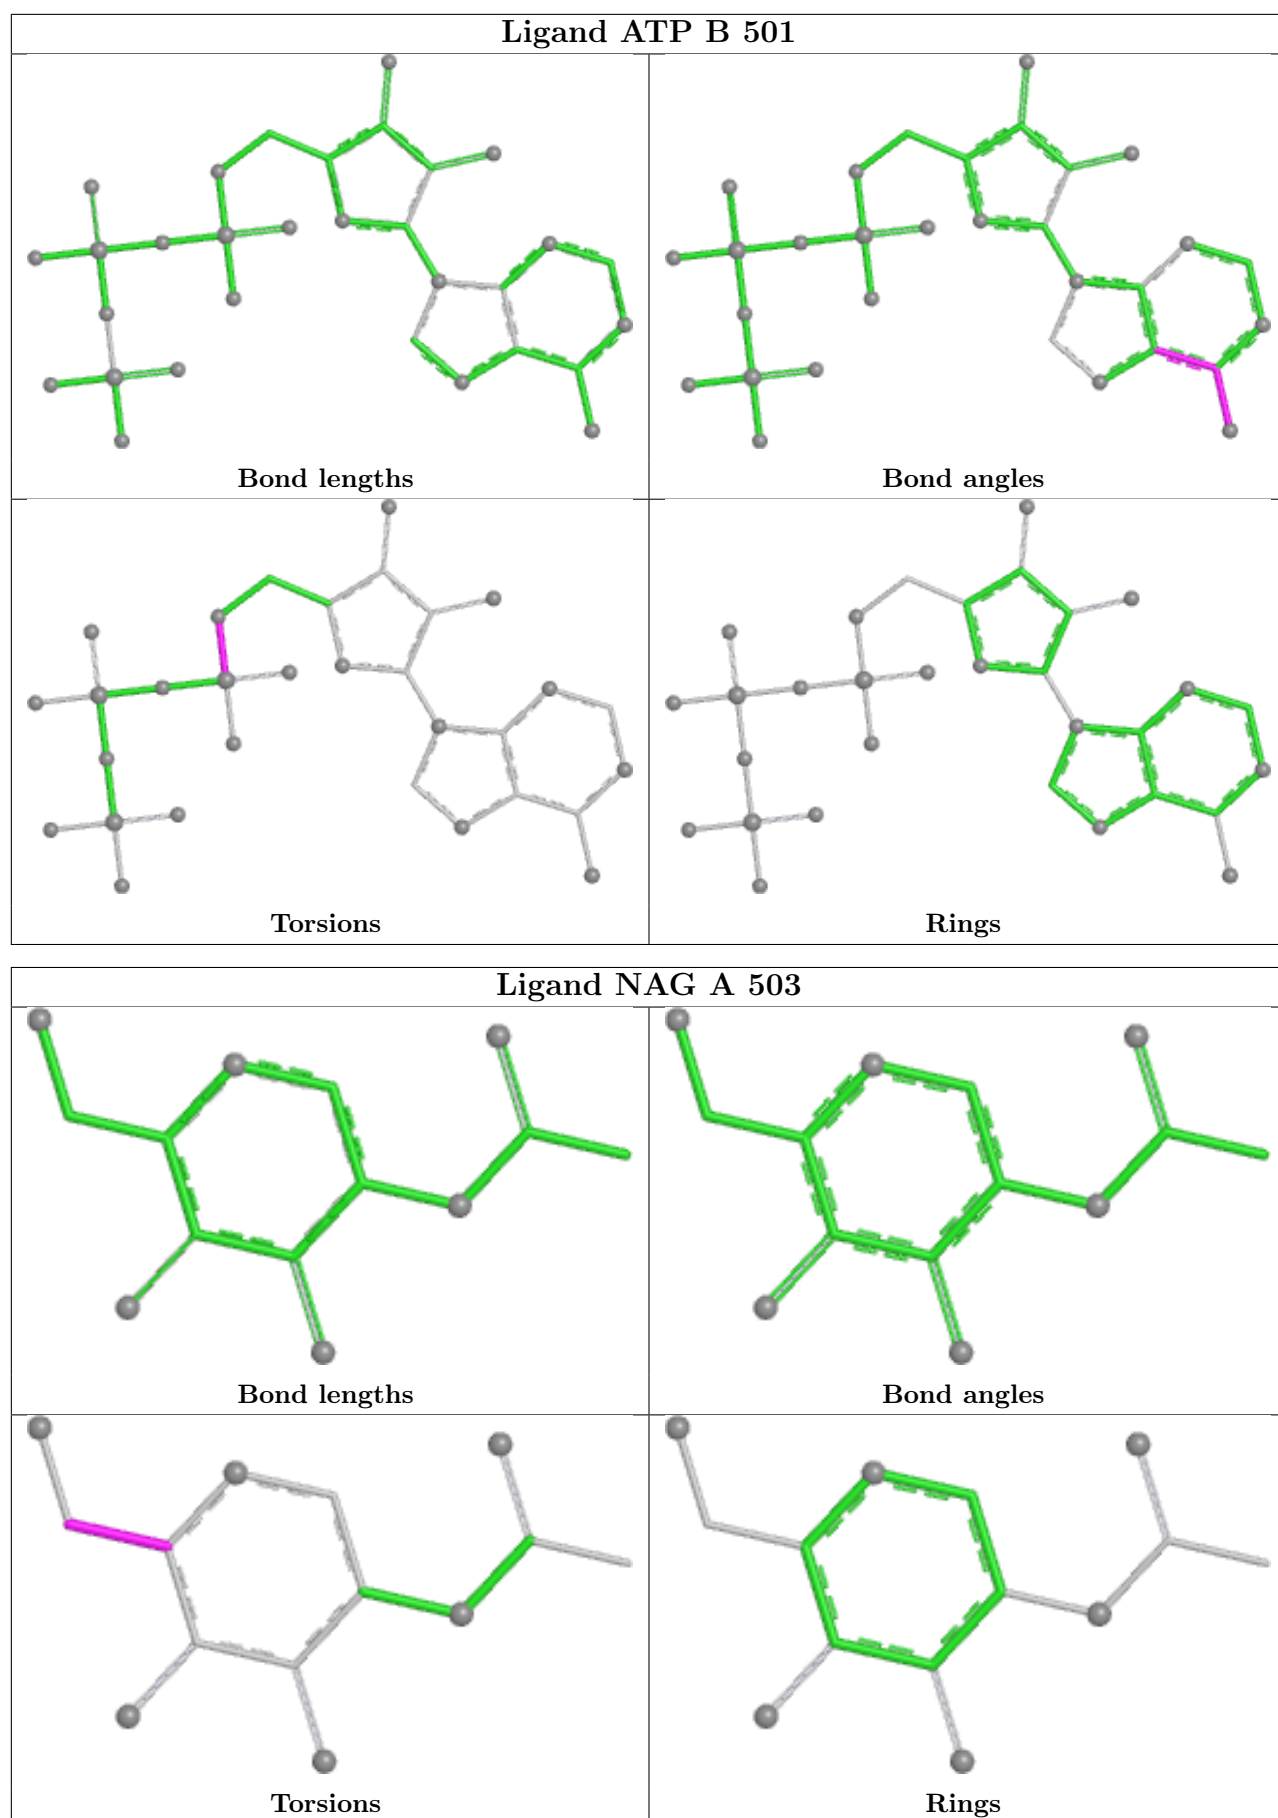 Ligand ATP B 501
Bond lengths
Bond angles
Torsions
Rings
Ligand NAG A 503
Bond lengths
Bond angles
Torsions
Rings